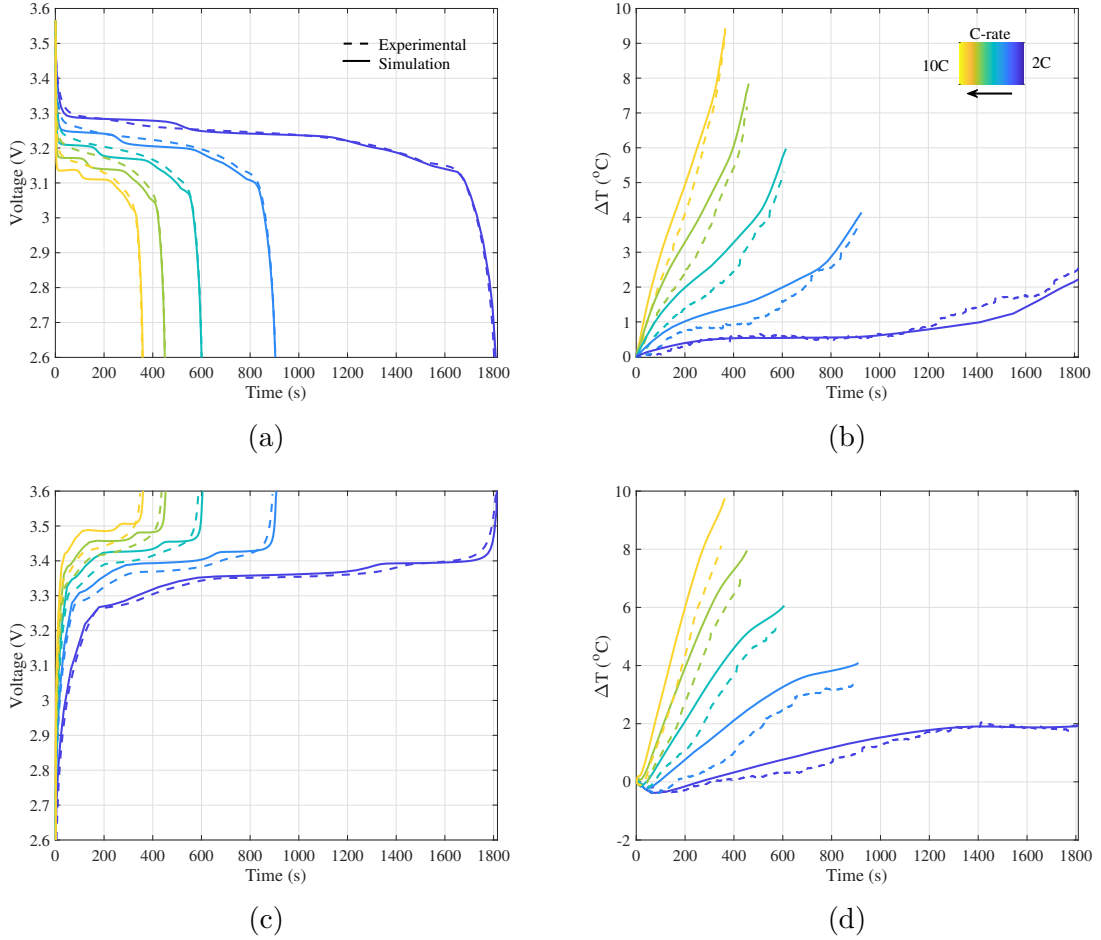 3.6
3.5
3.4
3.3
3.2
3.1
3
2.9
2.8
2.7
2.6
Voltage (V)
Experimental
Simulation
0 200 400 600 800 1000 1200 1400 1600 1800
Time (s)
(a)
10
9
8
7
6
5
4
3
2
1
0
ΔT (°C)
C-rate
10C 2C
0 200 400 600 800 1000 1200 1400 1600 1800
Time (s)
(b)
3.6
3.5
3.4
3.3
3.2
3.1
3
2.9
2.8
2.7
2.6
Voltage (V)
0 200 400 600 800 1000 1200 1400 1600 1800
Time (s)
(c)
10
8
6
4
2
0
-2
ΔT (°C)
0 200 400 600 800 1000 1200 1400 1600 1800
Time (s)
(d)